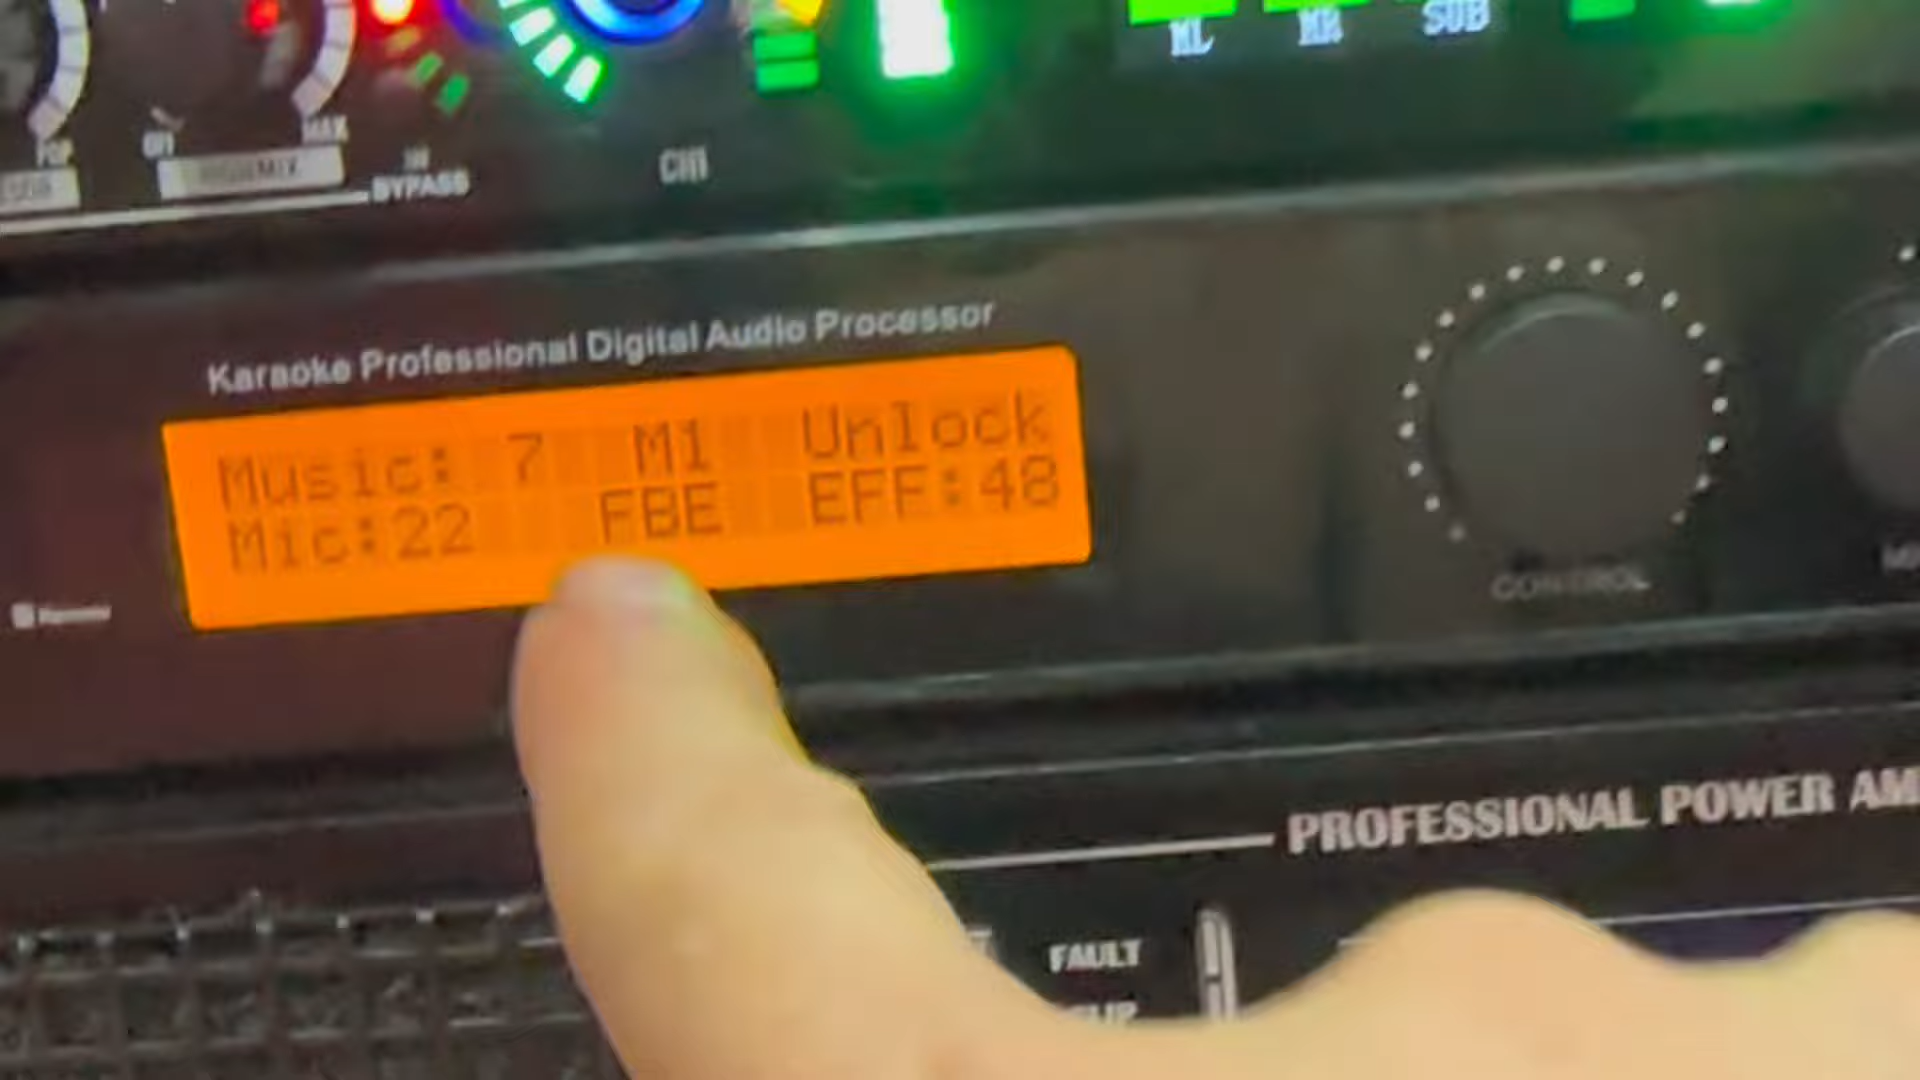 ML MR SUB
MAX
BYPASS
CH1
Karaoke Professional Digital Audio Processor
Music: 7 M1 Unlock
Mic:22 FBE EFF:48
CONTROL
PROFESSIONAL POWER AM
FAULT